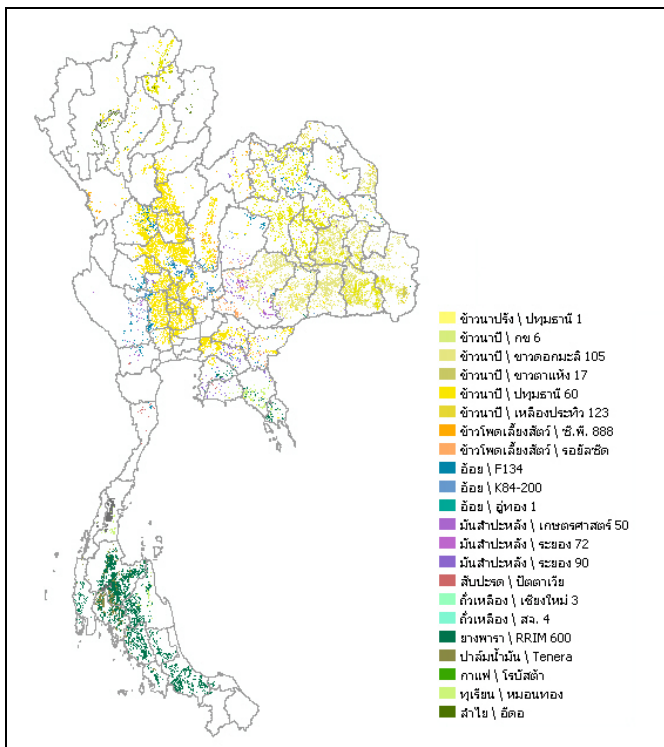 ข้าวนาปรัง \ ปทุมธานี 1
ข้าวนาปี \ กข 6
ข้าวนาปี \ ขาวดอกมะลิ 105
ข้าวนาปี \ ขาวตาแห้ง 17
ข้าวนาปี \ ปทุมธานี 60
ข้าวนาปี \ เหลืองประทิว 123
ข้าวโพดเลี้ยงสัตว์ \ ซี.พี. 888
ข้าวโพดเลี้ยงสัตว์ \ รอยัลซีด
อ้อย \ F134
อ้อย \ K84-200
อ้อย \ อู่ทอง 1
มันสำปะหลัง \ เกษตรศาสตร์ 50
มันสำปะหลัง \ ระยอง 72
มันสำปะหลัง \ ระยอง 90
สับปะรด \ ปัตตาเวีย
ถั่วเหลือง \ เชียงใหม่ 3
ถั่วเหลือง \ สจ. 4
ยางพารา \ RRIM 600
ปาล์มน้ำมัน \ Tenera
กาแฟ \ โรบัสต้า
ทุเรียน \ หมอนทอง
ลำไย \ อีดอ